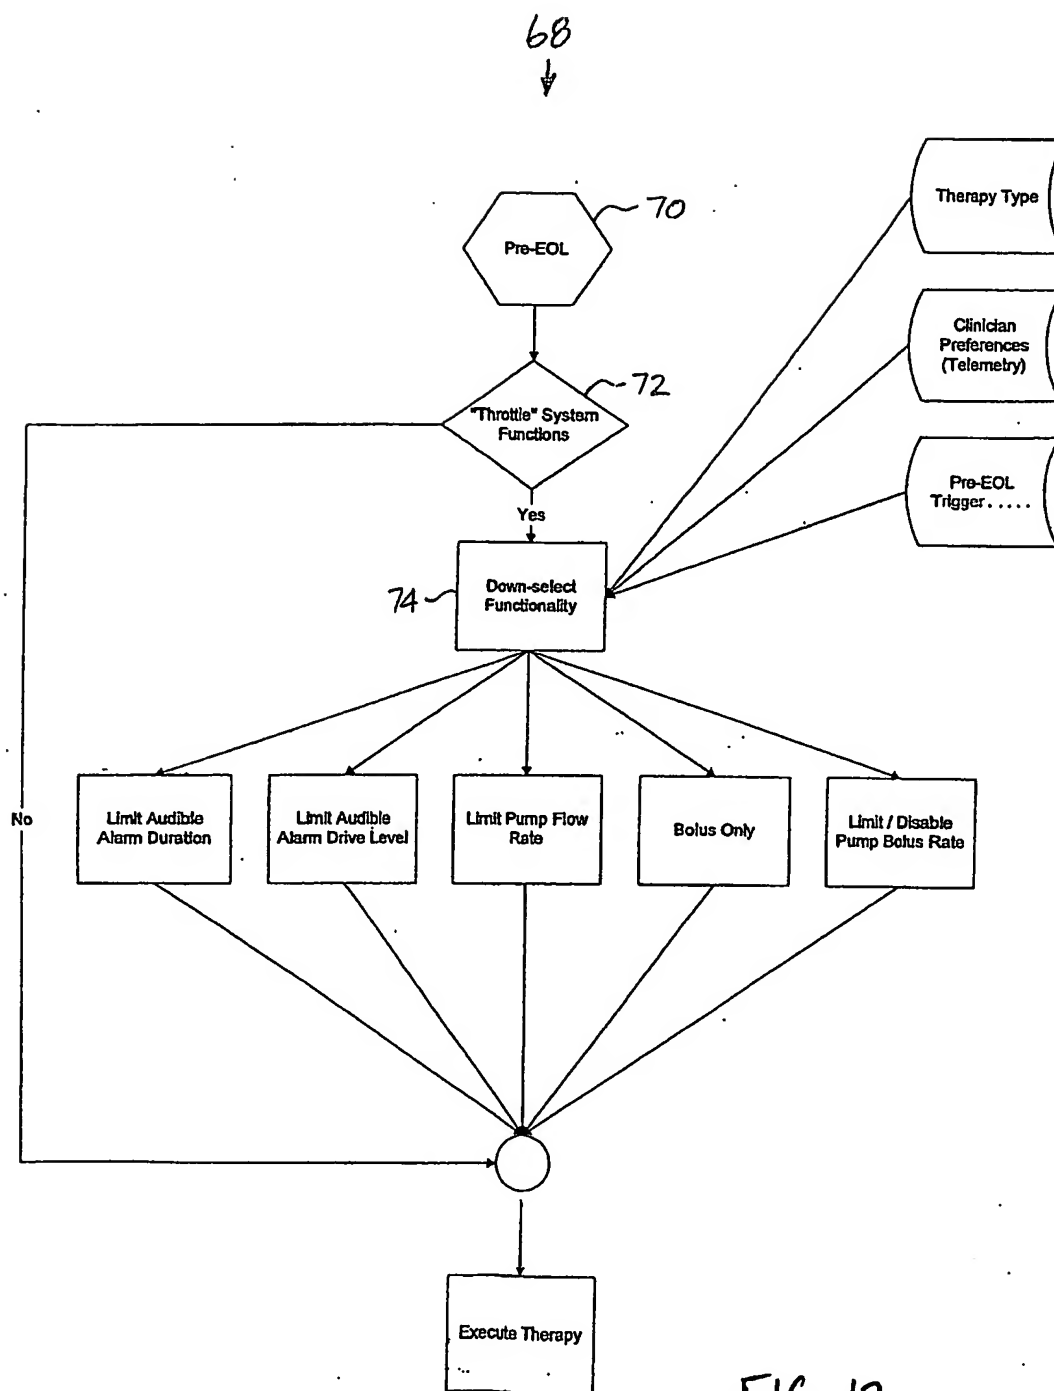 68
Pre-EOL
70
Therapy Type
Clinician
Preferences
(Telemetry)
"Throttle" System
Functions
72
Pre-EOL
Trigger.....
Yes
Down-select
Functionality
74
No
Limit Audible
Alarm Duration
Limit Audible
Alarm Drive Level
Limit Pump Flow
Rate
Bolus Only
Limit / Disable
Pump Bolus Rate
Execute Therapy
...